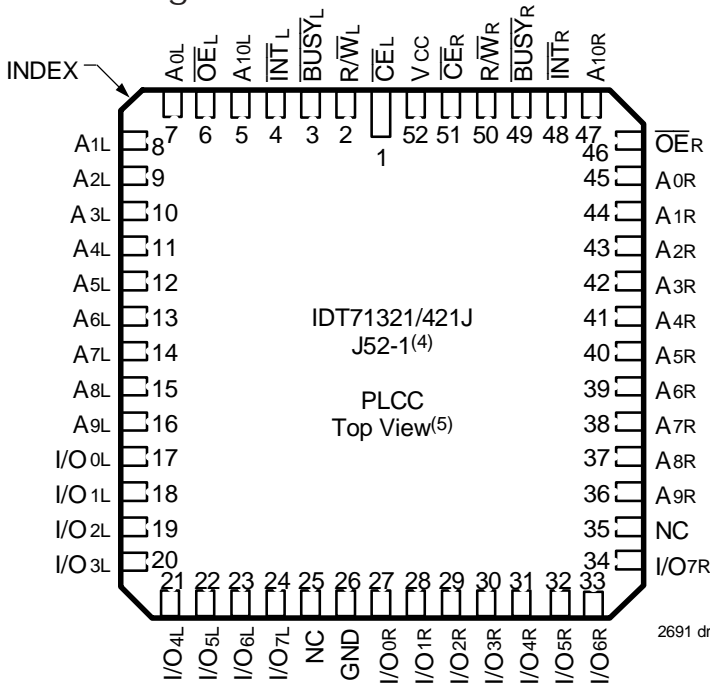 INDEX
A0L
OEL
A10L
INTL
BUSYL
R/WL
CEL
VCC
CER
R/WR
BUSYR
INTR
A10R
7
6
5
4
3
2
1
52
51
50
49
48
47
A1L 8
A2L 9
A3L 10
A4L 11
A5L 12
A6L 13
A7L 14
A8L 15
A9L 16
I/O0L 17
I/O1L 18
I/O2L 19
I/O3L 20
IDT71321/421J
J52-1(4)
PLCC
Top View(5)
46 OER
45 A0R
44 A1R
43 A2R
42 A3R
41 A4R
40 A5R
39 A6R
38 A7R
37 A8R
36 A9R
35 NC
34 I/O7R
21
22
23
24
25
26
27
28
29
30
31
32
33
I/O4L
I/O5L
I/O6L
I/O7L
NC
GND
I/O0R
I/O1R
I/O2R
I/O3R
I/O4R
I/O5R
I/O6R
2691 dr